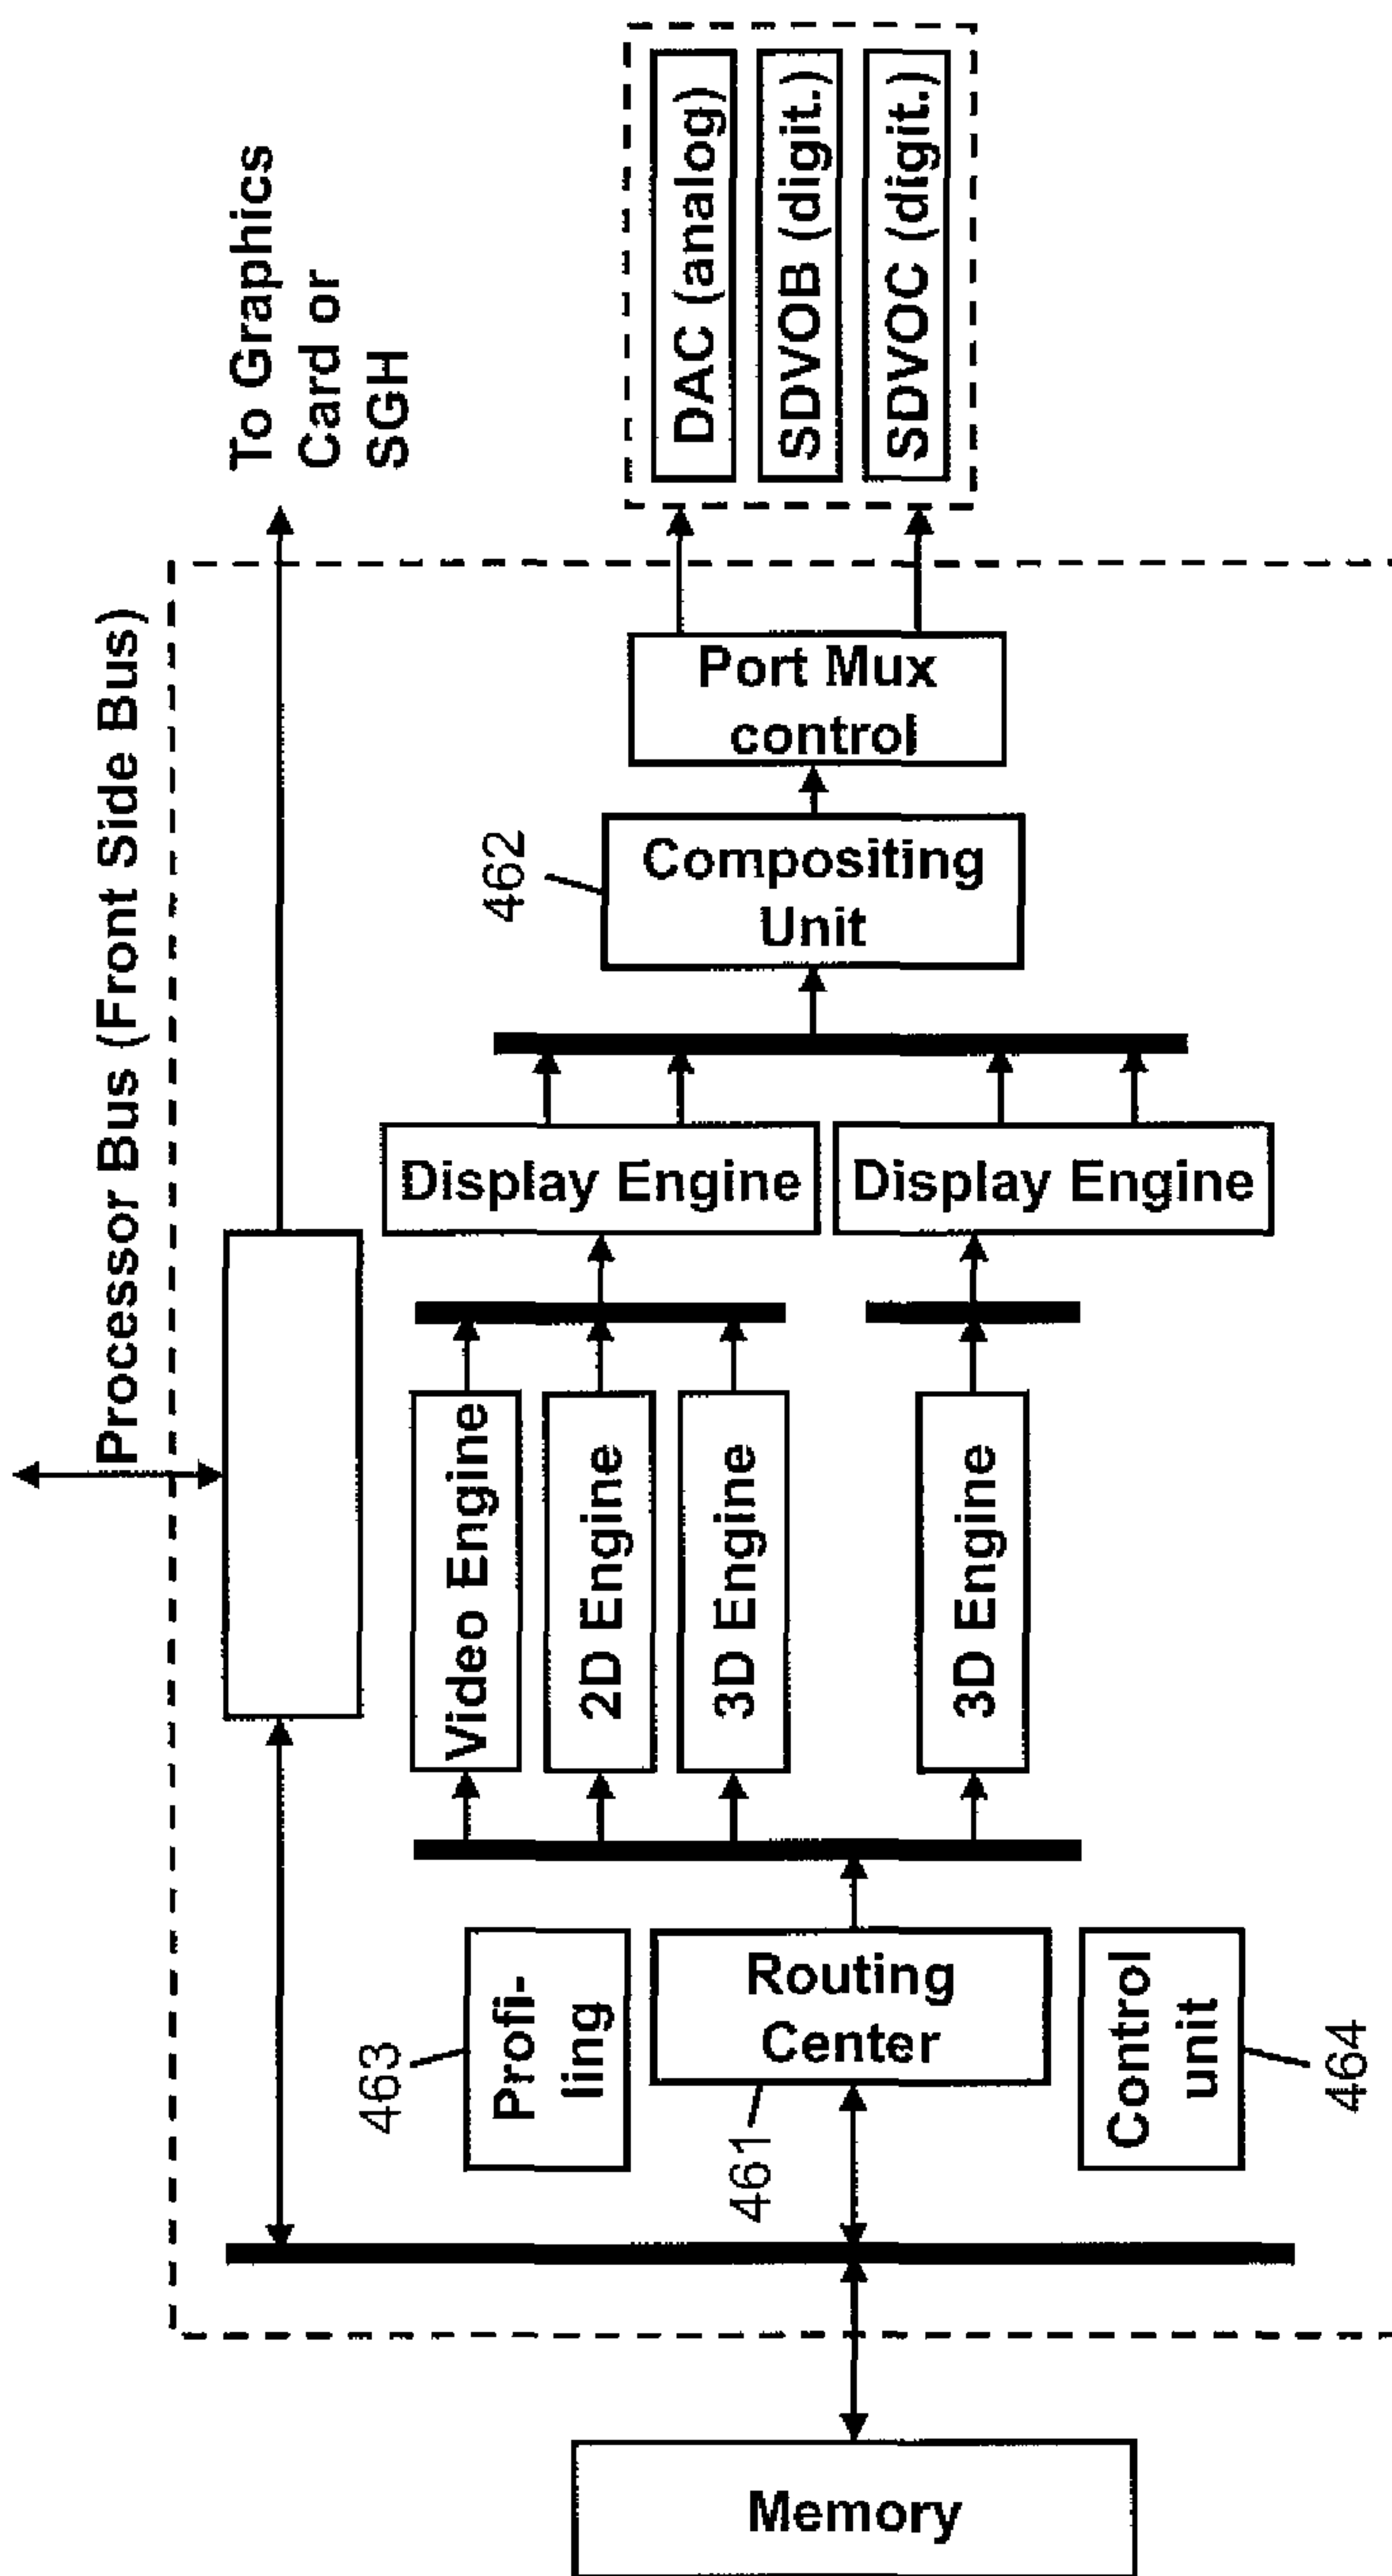 Processor Bus (Front Side Bus)
To Graphics
Card or
SGH
DAC (analog)
SDVOB (digit.)
SDVOC (digit.)
Port Mux
control
462
Compositing
Unit
Display Engine
Display Engine
Video Engine
2D Engine
3D Engine
3D Engine
463
Profi-
ling
461
Routing
Center
Control
unit
464
Memory